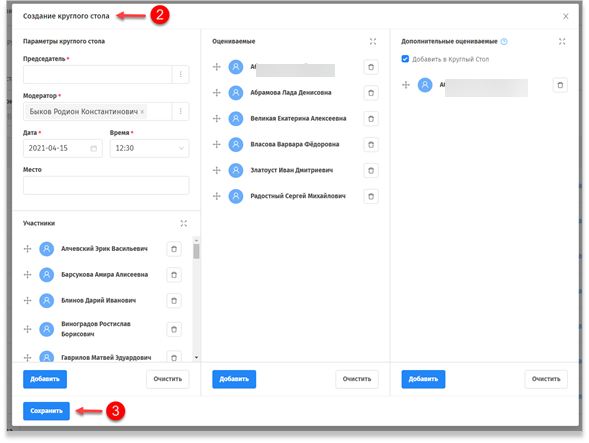 Создание круглого стола
2
Параметры круглого стола
Председатель *
Модератор *
Быков Родион Константинович ×
Дата *
Время *
2021-04-15
12:30
Место
Участники
Алчевский Эрик Васильевич
Барсукова Амира Алисеевна
Блинов Дарий Иванович
Виноградов Ростислав
Борисович
Гаврилов Матвей Эдуардович
Добавить
Очистить
Сохранить
3
Оцениваемые
Абрамова Лада Денисовна
Великая Екатерина Алексеевна
Власова Варвара Фёдоровна
Златоуст Иван Дмитриевич
Радостный Сергей Михайлович
Добавить
Очистить
Дополнительные оцениваемые ?
Добавить в Круглый Стол
Добавить
Очистить